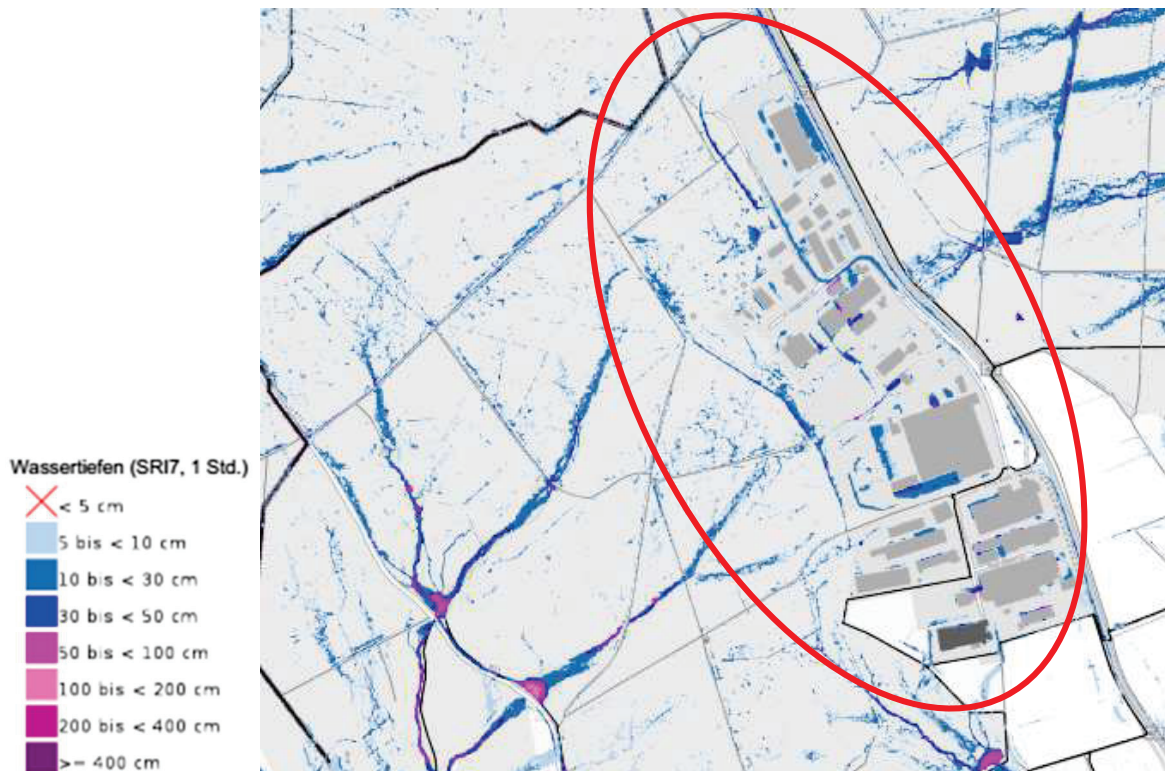 Wassertiefen (SRI7, 1 Std.)
< 5 cm
5 bis < 10 cm
10 bis < 30 cm
30 bis < 50 cm
50 bis < 100 cm
100 bis < 200 cm
200 bis < 400 cm
>= 400 cm